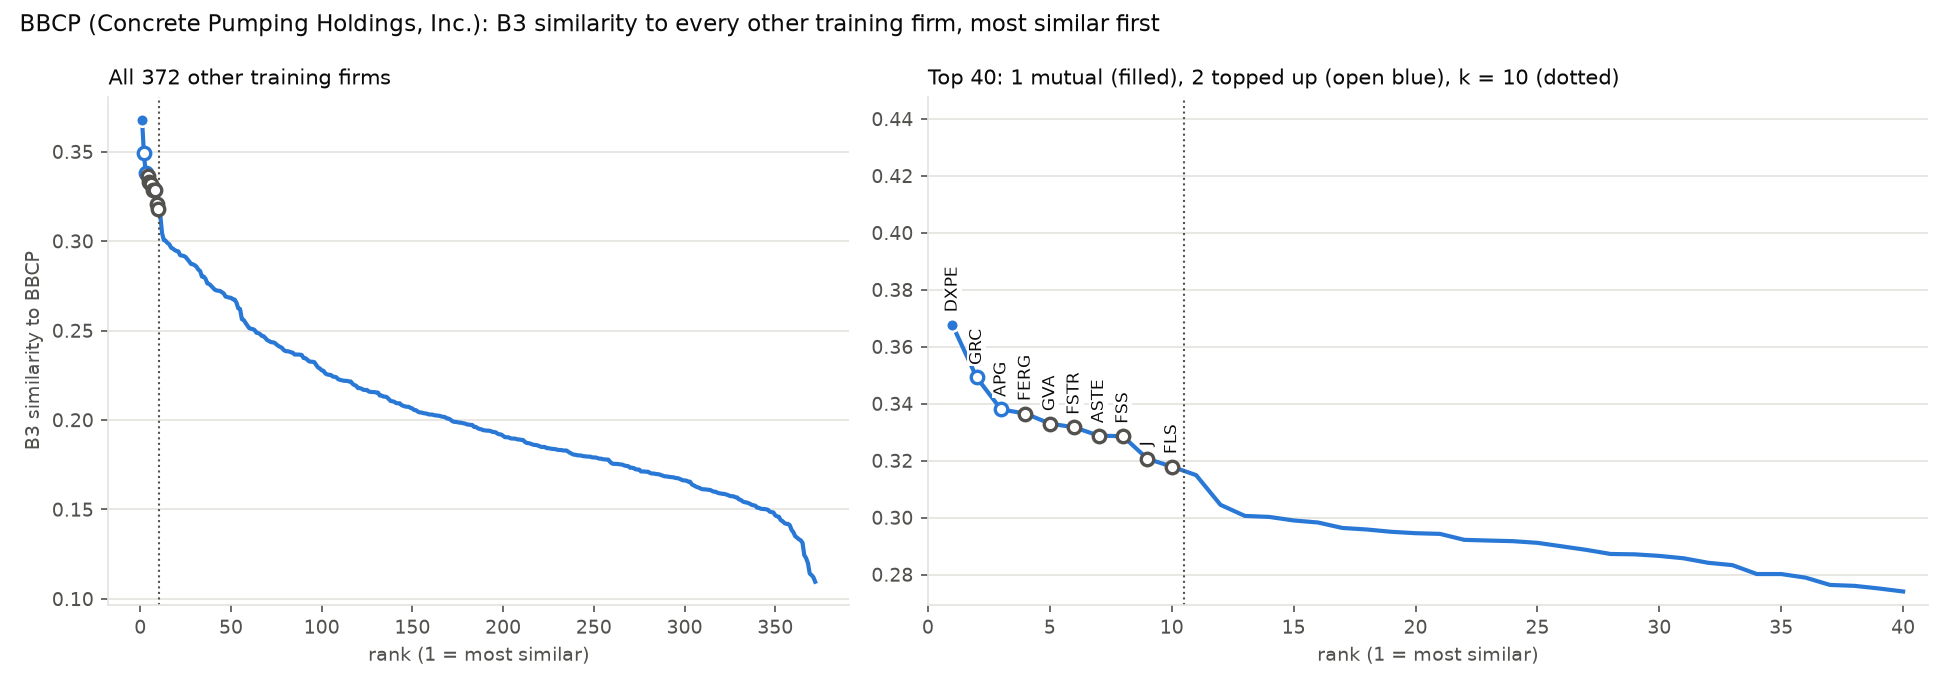 BBCP (Concrete Pumping Holdings, Inc.): B3 similarity to every other training firm, most similar first
All 372 other training firms
B3 similarity to BBCP
0.35
0.30
0.25
0.20
0.15
0.10
0
50
100
150
200
250
300
350
rank (1 = most similar)
Top 40: 1 mutual (filled), 2 topped up (open blue), k = 10 (dotted)
0.44
0.42
0.40
0.38
0.36
0.34
0.32
0.30
0.28
DXPE
GRC
APG
FERG
GVA
FSTR
ASTE
FSS
J
FLS
0
5
10
15
20
25
30
35
40
rank (1 = most similar)